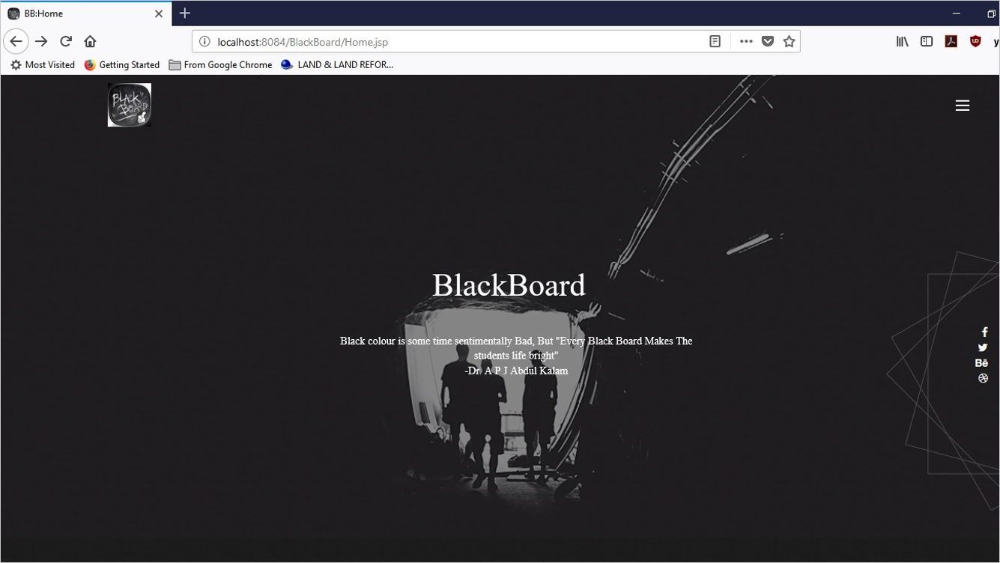 BB:Home
localhost:8084/BlackBoard/Home.jsp
Most Visited Getting Started From Google Chrome LAND & LAND REFOR...
BLACK
BOARD
BlackBoard
Black colour is some time sentimentally Bad, But "Every Black Board Makes The
students life bright"
-Dr. A P J Abdul Kalam
Bē